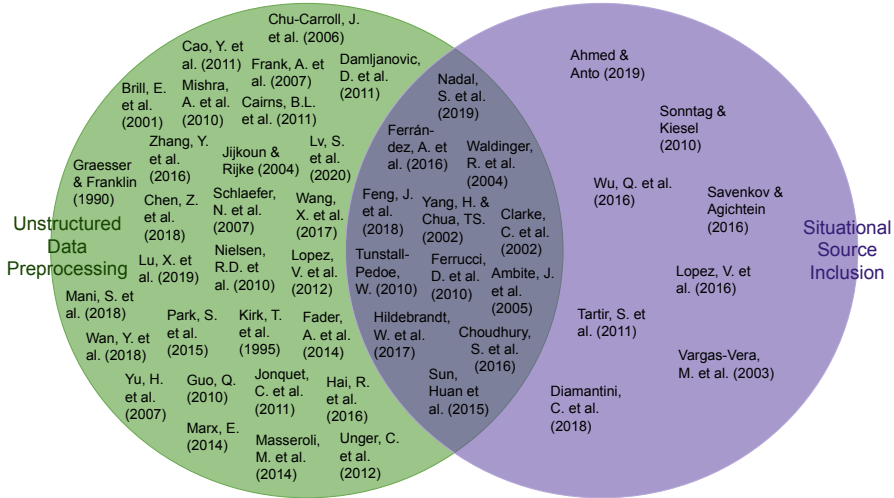 Chu-Carroll, J.
et al. (2006)
Cao, Y. et
al. (2011)
Frank, A. et
al. (2007)
Damljanovic,
D. et al.
(2011)
Brill, E.
et al.
(2001)
Mishra,
A. et al.
(2010)
Cairns, B.L.
et al. (2011)
Zhang, Y.
et al.
(2016)
Jijkoun &
Rijke (2004)
Lv, S.
et al.
(2020)
Graesser
& Franklin
(1990)
Chen, Z.
et al.
(2018)
Schlaefer,
N. et al.
(2007)
Wang,
X. et al.
(2017)
Unstructured
Data
Preprocessing
Lu, X. et
al. (2019)
Nielsen,
R.D. et
al. (2010)
Lopez,
V. et al.
(2012)
Mani, S. et
al. (2018)
Wan, Y. et
al. (2018)
Park, S.
et al.
(2015)
Kirk, T.
et al.
(1995)
Fader,
A. et al.
(2014)
Yu, H.
et al.
(2007)
Guo, Q.
(2010)
Jonquet,
C. et al.
(2011)
Hai, R.
et al.
(2016)
Marx, E.
(2014)
Masseroli,
M. et al.
(2014)
Unger, C.
et al.
(2012)
Nadal,
S. et al.
(2019)
Ferrán-
dez, A. et
al. (2016)
Waldinger,
R. et al.
(2004)
Feng, J.
et al.
(2018)
Yang, H. &
Chua, TS.
(2002)
Clarke,
C. et al.
(2002)
Tunstall-
Pedoe,
W. (2010)
Ferrucci,
D. et al.
(2010)
Ambite, J.
et al.
(2005)
Hildebrandt,
W. et al.
(2017)
Choudhury,
S. et al.
(2016)
Sun,
Huan et
al. (2015)
Ahmed &
Anto (2019)
Sonntag &
Kiesel
(2010)
Wu, Q. et al.
(2016)
Savenkov &
Agichtein
(2016)
Situational
Source
Inclusion
Lopez, V. et
al. (2016)
Tartir, S. et
al. (2011)
Vargas-Vera,
M. et al. (2003)
Diamantini,
C. et al.
(2018)